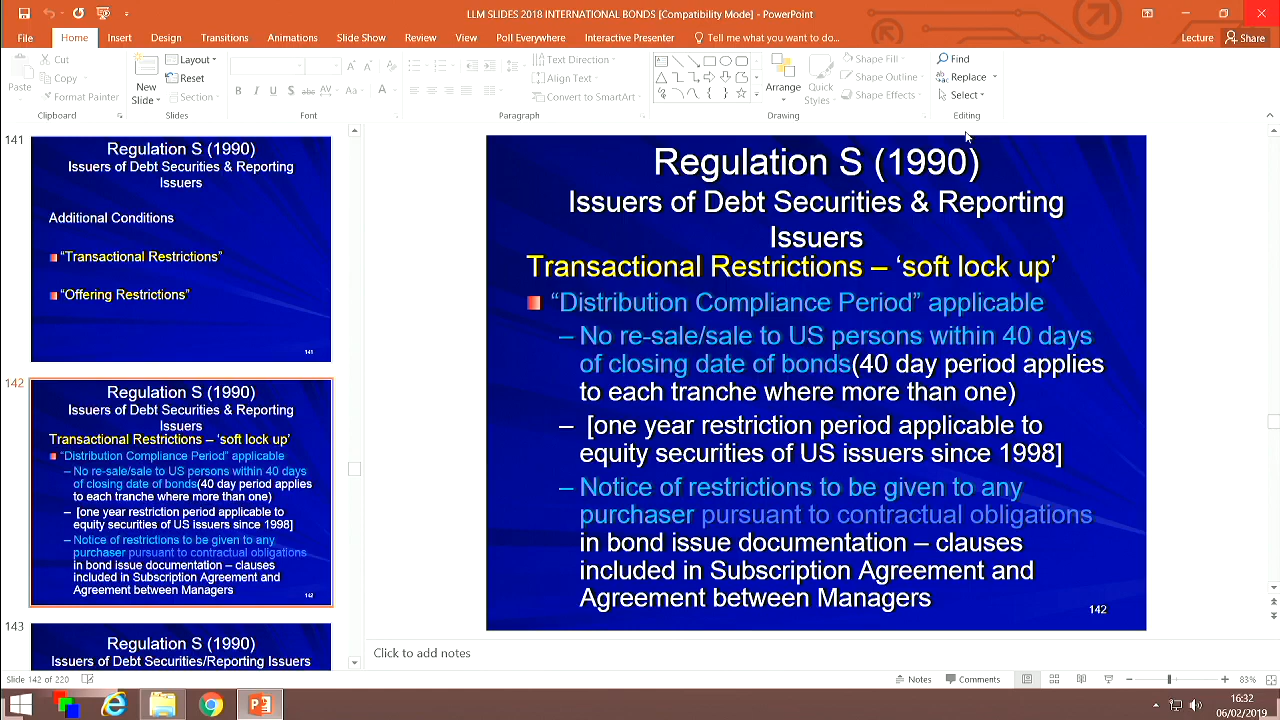 LLM SLIDES 2018 INTERNATIONAL BONDS [Compatibility Mode] - PowerPoint
File Home Insert Design Transitions Animations Slide Show Review View Poll Everywhere Interactive Presenter Tell me what you want to do... Lecture Share
Paste
Cut
Copy
Format Painter
Clipboard
New
Slide
Layout
Reset
Section
Slides
B I U S abc AV Aa A
Font
Text Direction
Align Text
Convert to SmartArt
Paragraph
Arrange
Quick
Styles
Shape Fill
Shape Outline
Shape Effects
Drawing
Find
Replace
Select
Editing
141
Regulation S (1990)
Issuers of Debt Securities & Reporting
Issuers
Additional Conditions
“Transactional Restrictions”
“Offering Restrictions”
141
142
Regulation S (1990)
Issuers of Debt Securities & Reporting
Issuers
Transactional Restrictions – ‘soft lock up’
“Distribution Compliance Period” applicable
– No re-sale/sale to US persons within 40 days
of closing date of bonds(40 day period applies
to each tranche where more than one)
– [one year restriction period applicable to
equity securities of US issuers since 1998]
– Notice of restrictions to be given to any
purchaser pursuant to contractual obligations
in bond issue documentation – clauses
included in Subscription Agreement and
Agreement between Managers
142
143
Regulation S (1990)
Issuers of Debt Securities/Reporting Issuers
Regulation S (1990)
Issuers of Debt Securities & Reporting
Issuers
Transactional Restrictions – ‘soft lock up’
“Distribution Compliance Period” applicable
– No re-sale/sale to US persons within 40 days
of closing date of bonds(40 day period applies
to each tranche where more than one)
– [one year restriction period applicable to
equity securities of US issuers since 1998]
– Notice of restrictions to be given to any
purchaser pursuant to contractual obligations
in bond issue documentation – clauses
included in Subscription Agreement and
Agreement between Managers
142
Click to add notes
Slide 142 of 220 Notes Comments 83%
16:32
06/02/2019